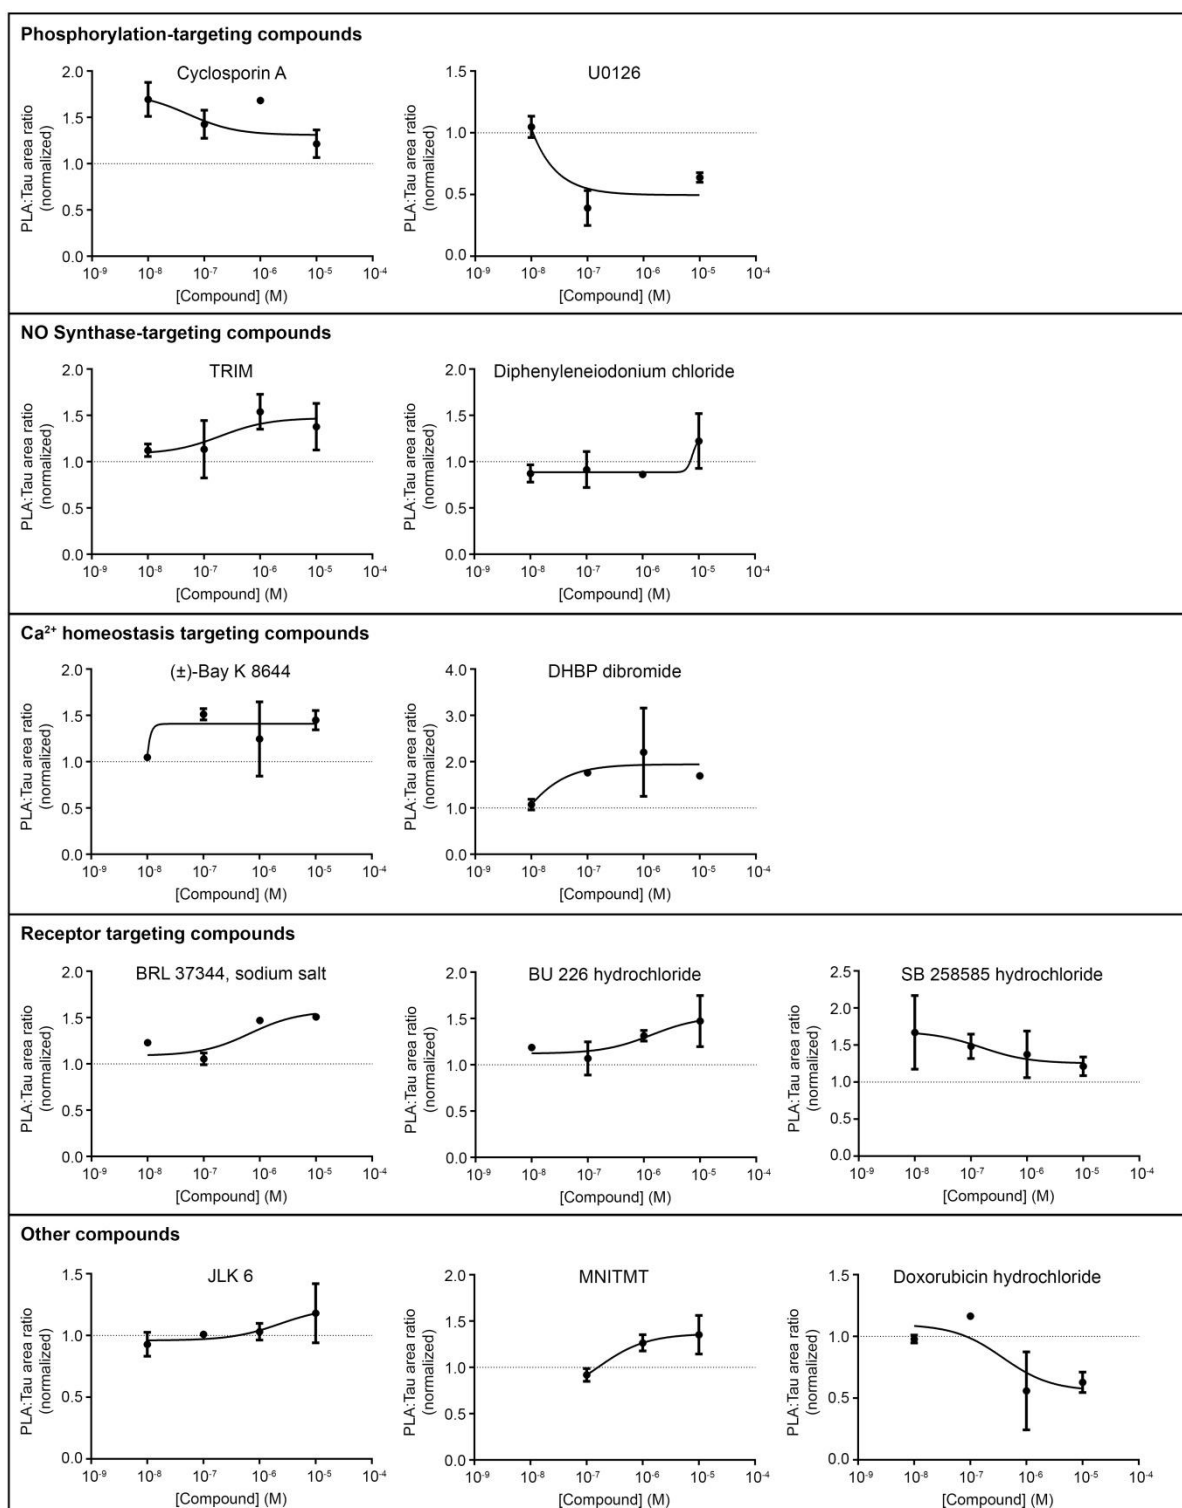 Phosphorylation-targeting compounds
Cyclosporin A
PLA:Tau area ratio
(normalized)
2.0
1.5
1.0
0.5
0.0
10⁻⁹ 10⁻⁸ 10⁻⁷ 10⁻⁶ 10⁻⁵ 10⁻⁴
[Compound] (M)
U0126
PLA:Tau area ratio
(normalized)
1.5
1.0
0.5
0.0
10⁻⁹ 10⁻⁸ 10⁻⁷ 10⁻⁶ 10⁻⁵ 10⁻⁴
[Compound] (M)
NO Synthase-targeting compounds
TRIM
PLA:Tau area ratio
(normalized)
2.0
1.5
1.0
0.5
0.0
10⁻⁹ 10⁻⁸ 10⁻⁷ 10⁻⁶ 10⁻⁵ 10⁻⁴
[Compound] (M)
Diphenyleneiodonium chloride
PLA:Tau area ratio
(normalized)
2.0
1.5
1.0
0.5
0.0
10⁻⁹ 10⁻⁸ 10⁻⁷ 10⁻⁶ 10⁻⁵ 10⁻⁴
[Compound] (M)
Ca²⁺ homeostasis targeting compounds
(±)-Bay K 8644
PLA:Tau area ratio
(normalized)
2.0
1.5
1.0
0.5
0.0
10⁻⁹ 10⁻⁸ 10⁻⁷ 10⁻⁶ 10⁻⁵ 10⁻⁴
[Compound] (M)
DHBP dibromide
PLA:Tau area ratio
(normalized)
4.0
3.0
2.0
1.0
0.0
10⁻⁹ 10⁻⁸ 10⁻⁷ 10⁻⁶ 10⁻⁵ 10⁻⁴
[Compound] (M)
Receptor targeting compounds
BRL 37344, sodium salt
PLA:Tau area ratio
(normalized)
2.0
1.5
1.0
0.5
0.0
10⁻⁹ 10⁻⁸ 10⁻⁷ 10⁻⁶ 10⁻⁵ 10⁻⁴
[Compound] (M)
BU 226 hydrochloride
PLA:Tau area ratio
(normalized)
2.0
1.5
1.0
0.5
0.0
10⁻⁹ 10⁻⁸ 10⁻⁷ 10⁻⁶ 10⁻⁵ 10⁻⁴
[Compound] (M)
SB 258585 hydrochloride
PLA:Tau area ratio
(normalized)
2.5
2.0
1.5
1.0
0.5
0.0
10⁻⁹ 10⁻⁸ 10⁻⁷ 10⁻⁶ 10⁻⁵ 10⁻⁴
[Compound] (M)
Other compounds
JLK 6
PLA:Tau area ratio
(normalized)
1.5
1.0
0.5
0.0
10⁻⁹ 10⁻⁸ 10⁻⁷ 10⁻⁶ 10⁻⁵ 10⁻⁴
[Compound] (M)
MNITMT
PLA:Tau area ratio
(normalized)
2.0
1.5
1.0
0.5
0.0
10⁻⁹ 10⁻⁸ 10⁻⁷ 10⁻⁶ 10⁻⁵ 10⁻⁴
[Compound] (M)
Doxorubicin hydrochloride
PLA:Tau area ratio
(normalized)
1.5
1.0
0.5
0.0
10⁻⁹ 10⁻⁸ 10⁻⁷ 10⁻⁶ 10⁻⁵ 10⁻⁴
[Compound] (M)